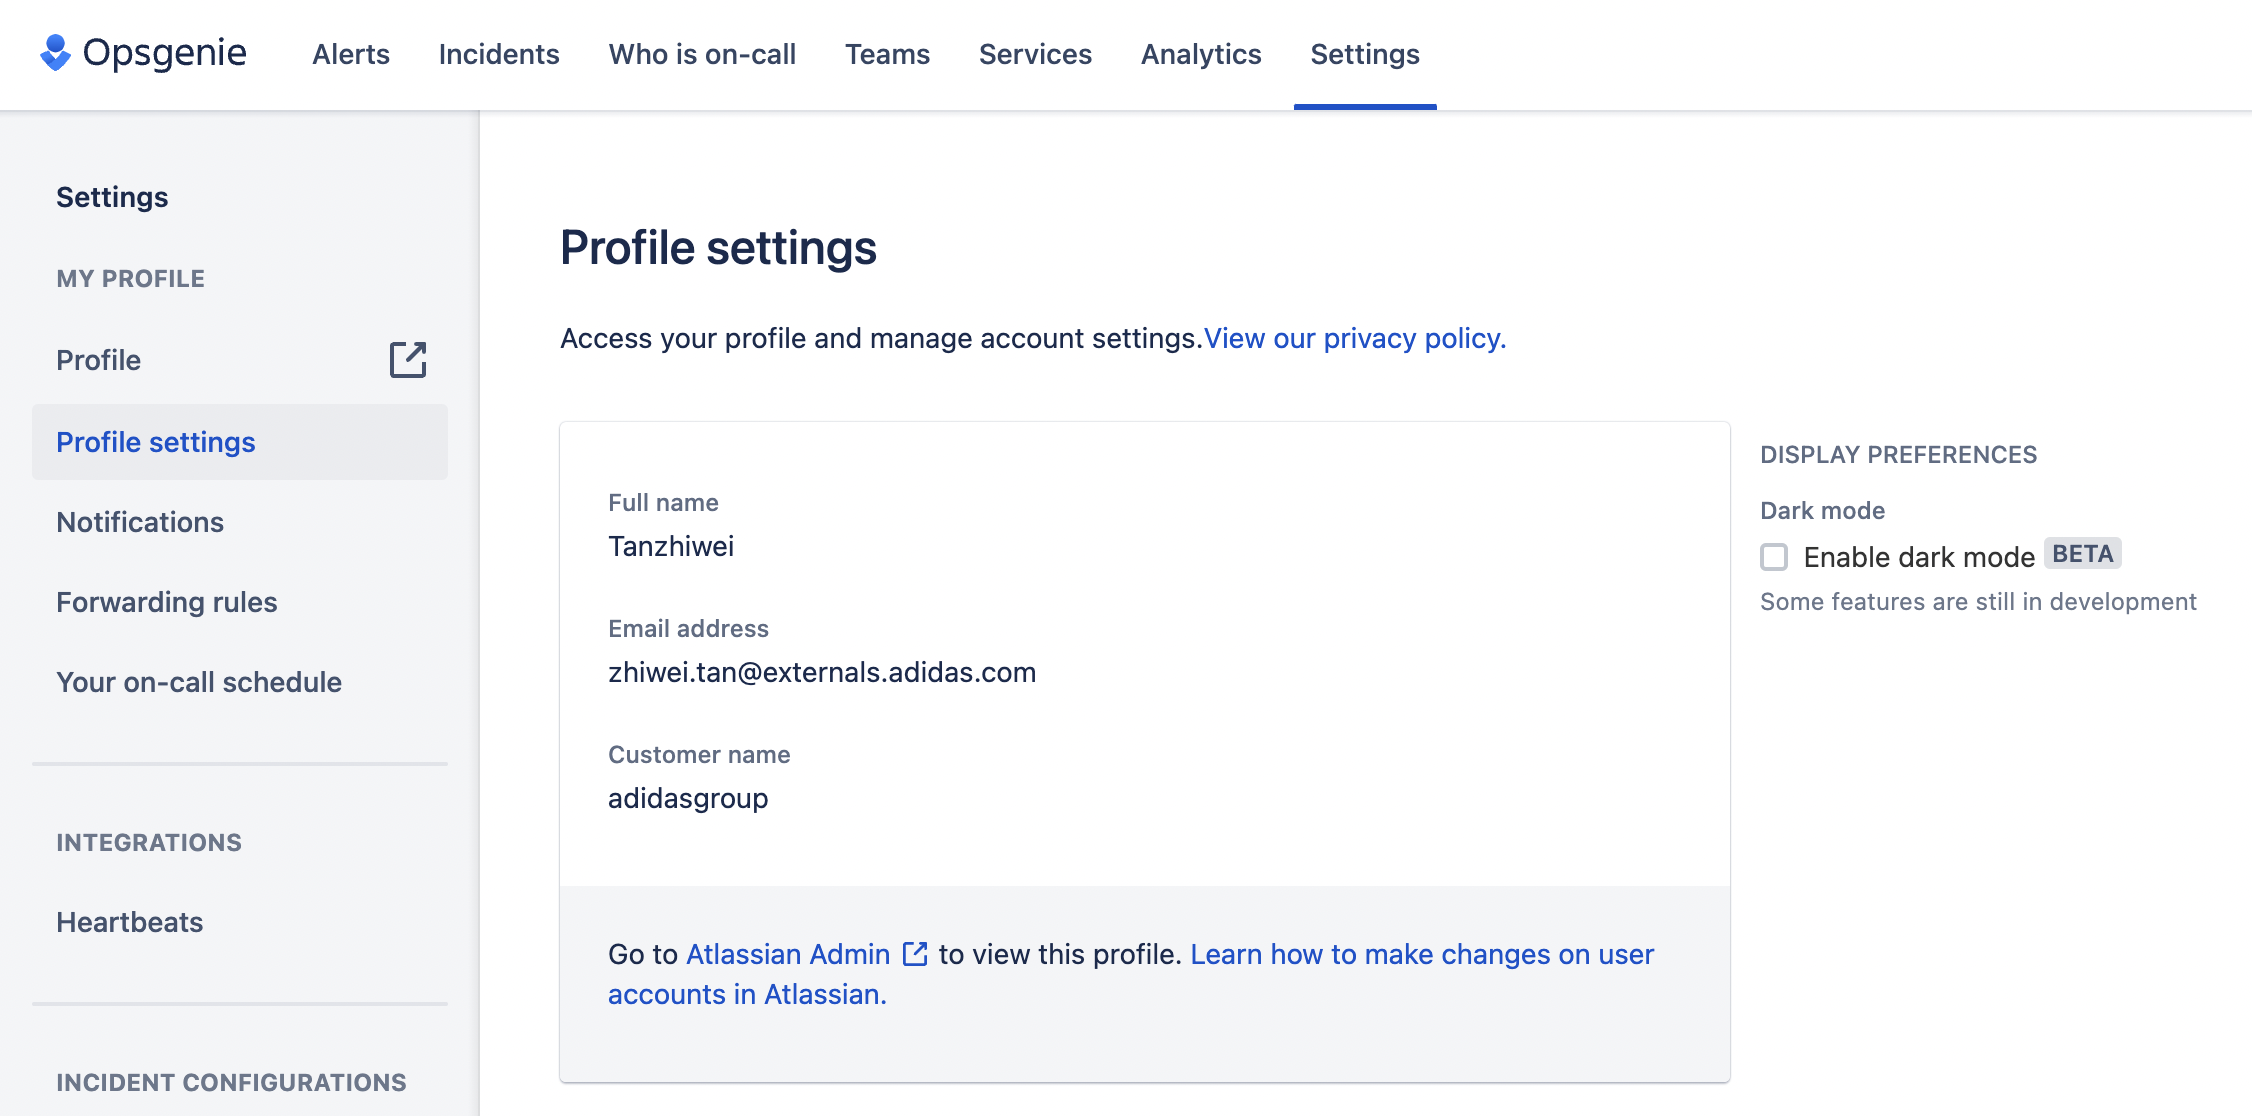 Opsgenie
Alerts
Incidents
Who is on-call
Teams
Services
Analytics
Settings
Settings
MY PROFILE
Profile
Profile settings
Notifications
Forwarding rules
Your on-call schedule
INTEGRATIONS
Heartbeats
INCIDENT CONFIGURATIONS
Profile settings
Access your profile and manage account settings.View our privacy policy.
Full name
Tanzhiwei
Email address
zhiwei.tan@externals.adidas.com
Customer name
adidasgroup
Go to Atlassian Admin to view this profile. Learn how to make changes on user
accounts in Atlassian.
DISPLAY PREFERENCES
Dark mode
Enable dark mode BETA
Some features are still in development